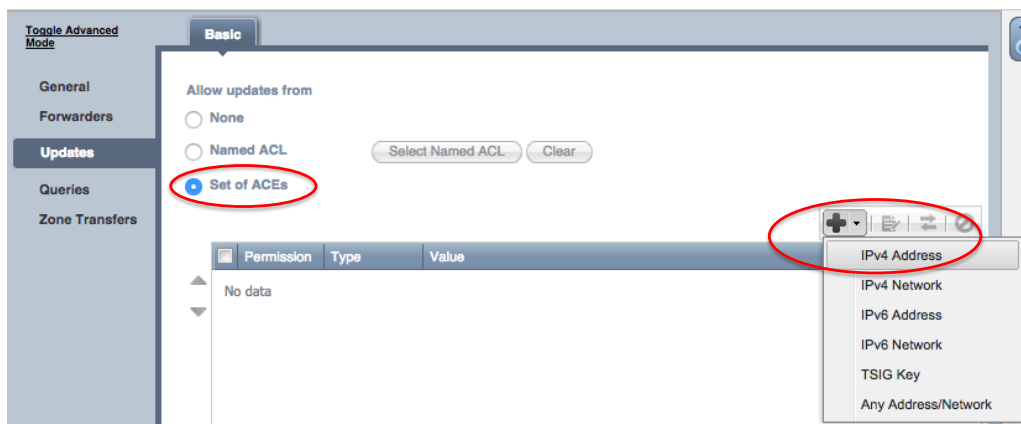 Toggle Advanced
Mode
Basic
General
Forwarders
Updates
Queries
Zone Transfers
Allow updates from
None
Named ACL
Select Named ACL
Clear
Set of ACEs
Permission
Type
Value
No data
IPv4 Address
IPv4 Network
IPv6 Address
IPv6 Network
TSIG Key
Any Address/Network